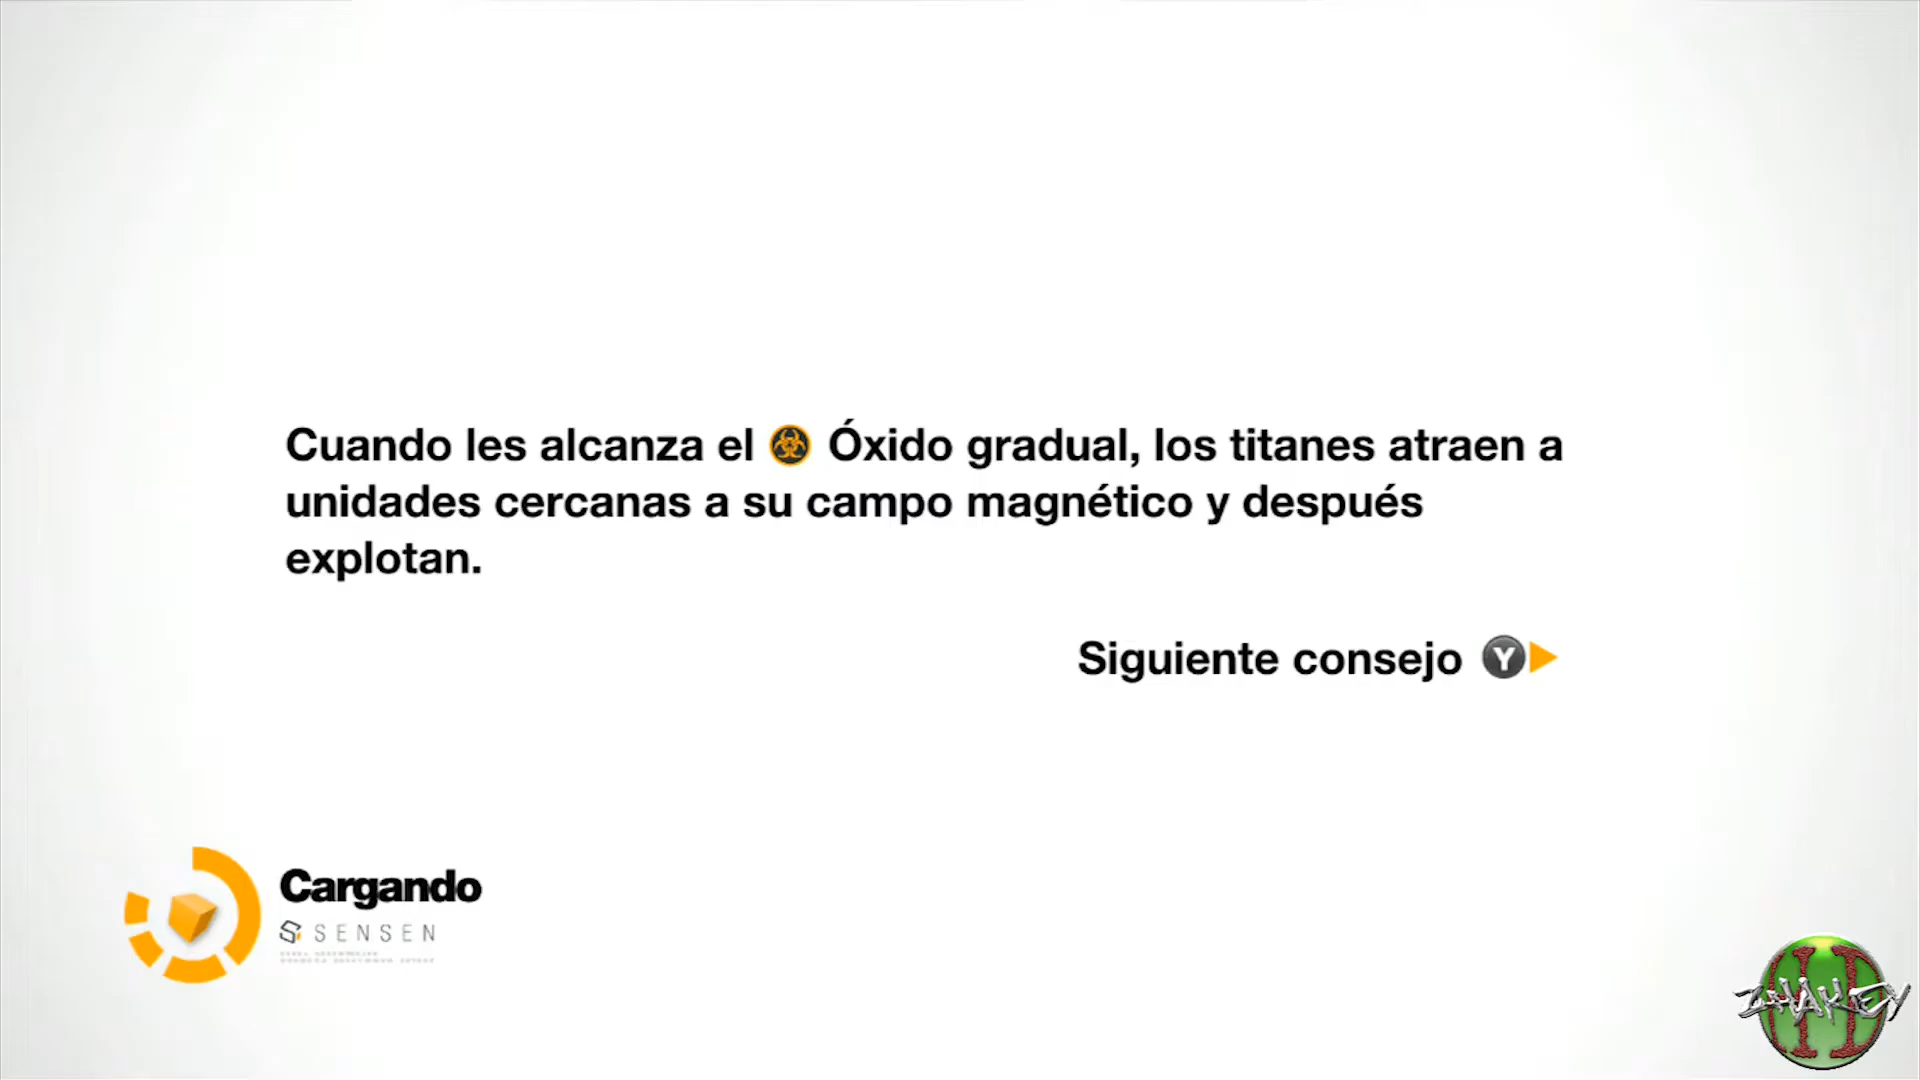 Cuando les alcanza el Óxido gradual, los titanes atraen a
unidades cercanas a su campo magnético y después
explotan.
Siguiente consejo Y
Cargando
SENSEN
ZHAKEY